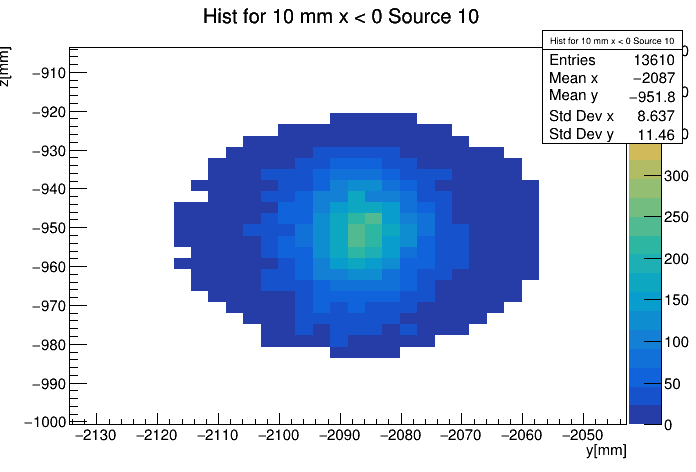 Hist for 10 mm x < 0 Source 10
z[mm]
Hist for 10 mm x < 0 Source 10
Entries 13610
Mean x −2087
Mean y −951.8
Std Dev x 8.637
Std Dev y 11.46
−910
−920
−930
−940
−950
−960
−970
−980
−990
−1000
−2130 −2120 −2110 −2100 −2090 −2080 −2070 −2060 −2050
y[mm]
300
250
200
150
100
50
0